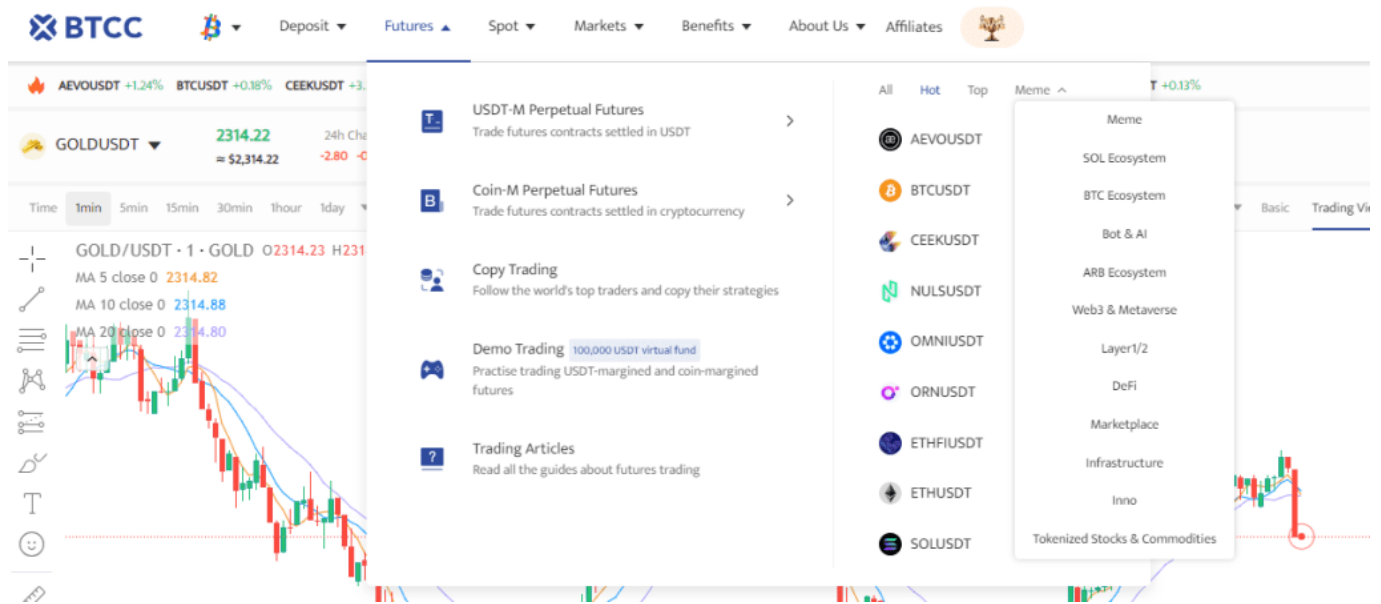 BTCC
Deposit
Futures
Spot
Markets
Benefits
About Us
Affiliates
AEVOUSDT +1.24% BTCUSDT +0.18% CEEKUSDT +3.
T +0.13%
GOLDUSDT
2314.22
≈ $2,314.22
24h Cha
-2.80
Time 1min 5min 15min 30min 1hour 1day
Basic Trading Vi
GOLD/USDT · 1 · GOLD O2314.23 H231
MA 5 close 0 2314.82
MA 10 close 0 2314.88
MA 20 close 0 2314.80
USDT-M Perpetual Futures
Trade futures contracts settled in USDT
Coin-M Perpetual Futures
Trade futures contracts settled in cryptocurrency
Copy Trading
Follow the world's top traders and copy their strategies
Demo Trading 100,000 USDT virtual fund
Practise trading USDT-margined and coin-margined
futures
Trading Articles
Read all the guides about futures trading
All Hot Top Meme
AEVOUSDT
BTCUSDT
CEEKUSDT
NULSUSDT
OMNIUSDT
ORNUSDT
ETHFIUSDT
ETHUSDT
SOLUSDT
Meme
SOL Ecosystem
BTC Ecosystem
Bot & AI
ARB Ecosystem
Web3 & Metaverse
Layer1/2
DeFi
Marketplace
Infrastructure
Inno
Tokenized Stocks & Commodities